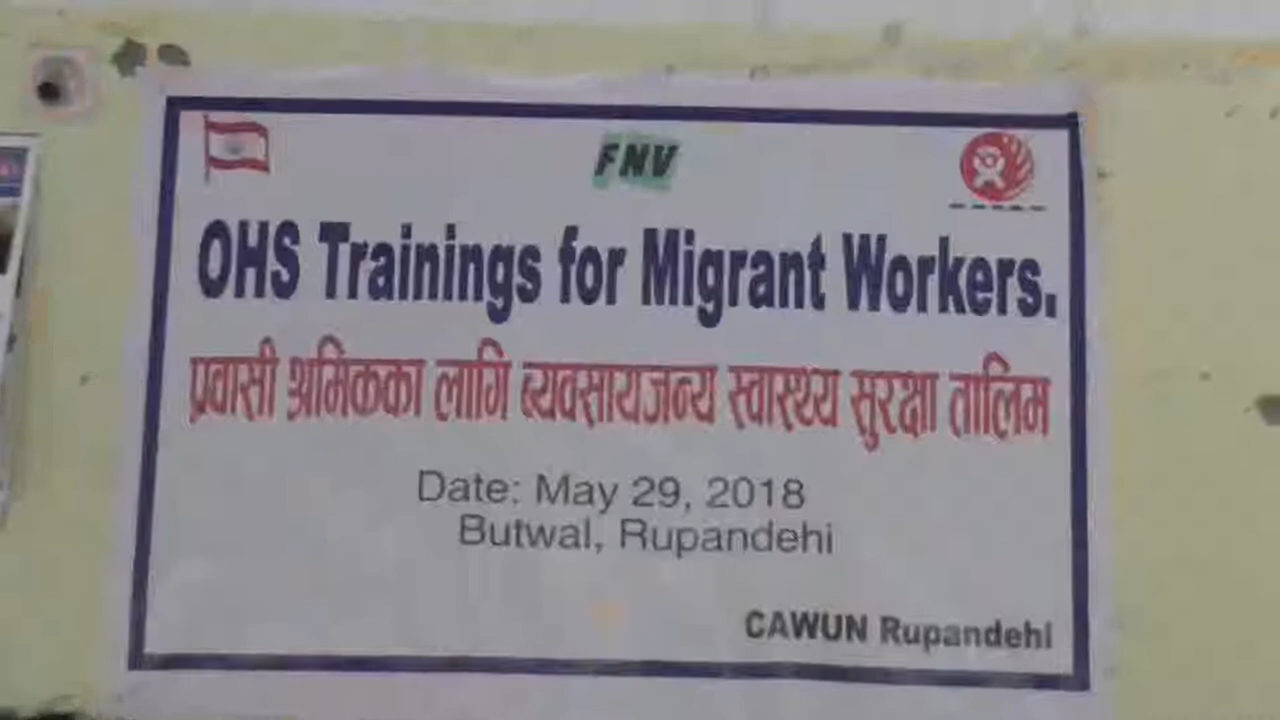 FNV
OHS Trainings for Migrant Workers.
प्रवासी श्रमिकका लागि व्यवसायजन्य स्वास्थ्य सुरक्षा तालिम
Date: May 29, 2018
Butwal, Rupandehi
CAWUN Rupandehi